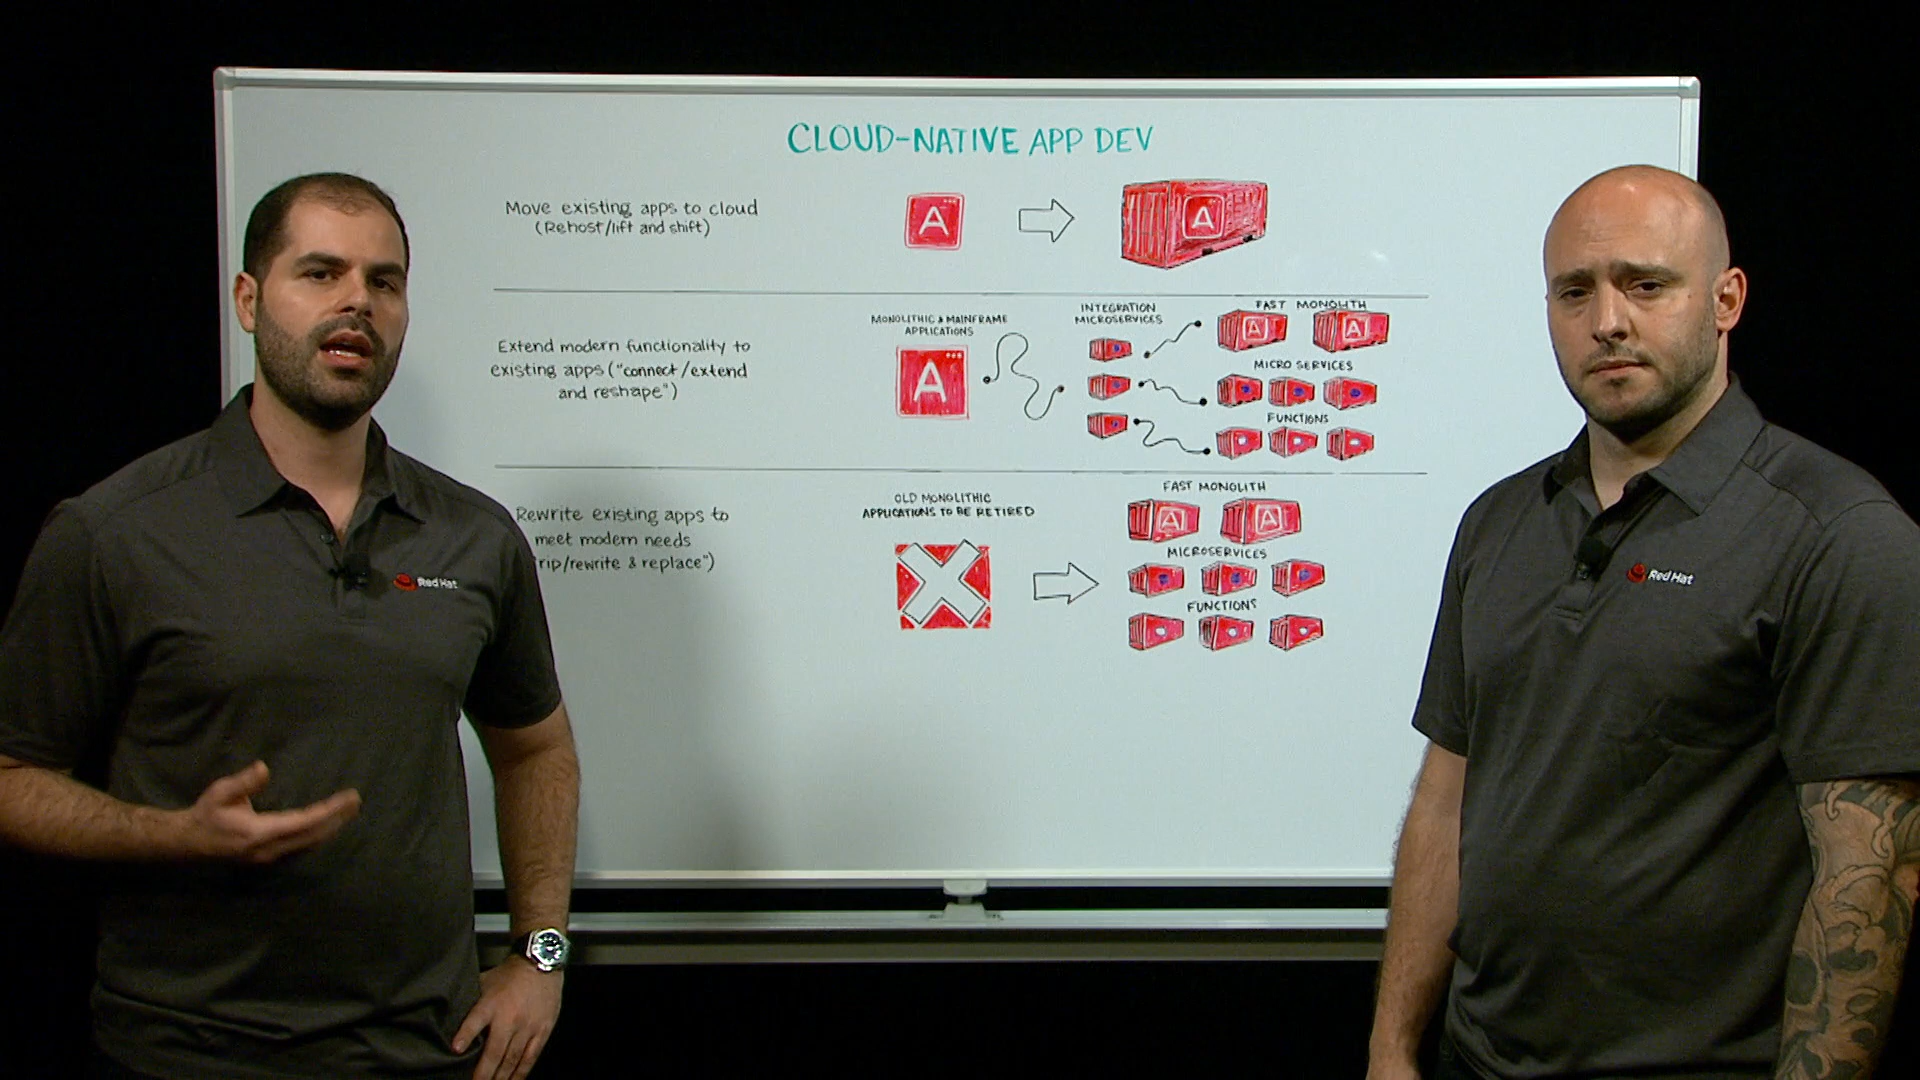 CLOUD-NATIVE APP DEV
Move existing apps to cloud
(Rehost/lift and shift)
A
A
Extend modern functionality to
existing apps ("connect/extend
and reshape")
MONOLITHIC & MAINFRAME
APPLICATIONS
A
INTEGRATION
MICROSERVICES
FAST MONOLITH
A
A
MICRO SERVICES
FUNCTIONS
Rewrite existing apps to
meet modern needs
rip/rewrite & replace")
OLD MONOLITHIC
APPLICATIONS TO BE RETIRED
FAST MONOLITH
A
A
MICROSERVICES
FUNCTIONS
Red Hat
Red Hat